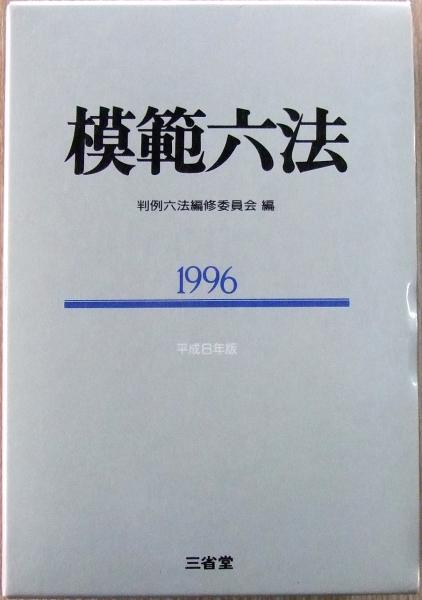 模範六法
判例六法編修委員会 編
1996
平成8年版
三省堂